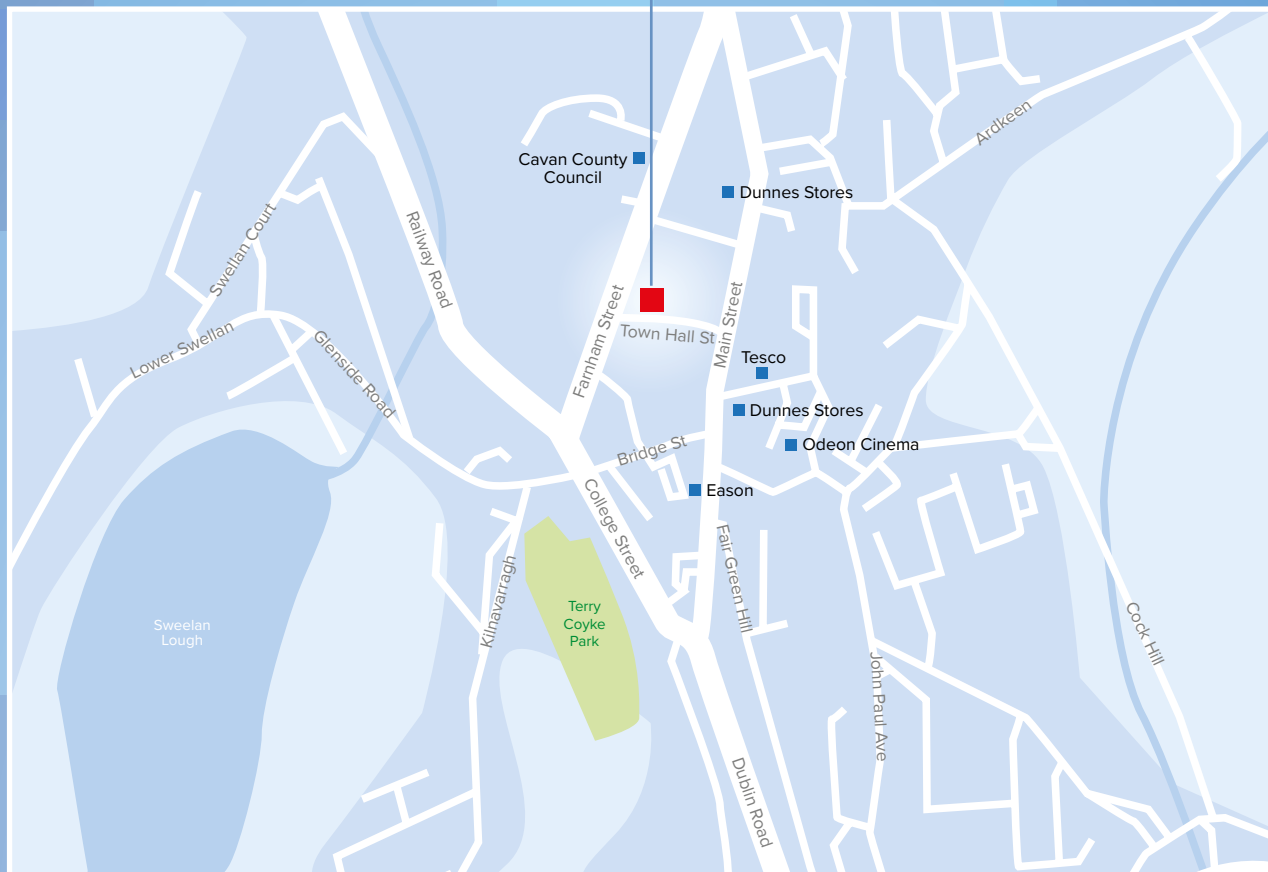 Ardkeen
Cavan County
Council
Dunnes Stores
Swellan Court
Railway Road
Farnham Street
Main Street
Town Hall St
Lower Swellan
Glenside Road
Tesco
Dunnes Stores
Bridge St
Odeon Cinema
College Street
Eason
Fair Green Hill
Kilnavarragh
Terry
Coyke
Park
Sweelan
Lough
Cock Hill
John Paul Ave
Dublin Road